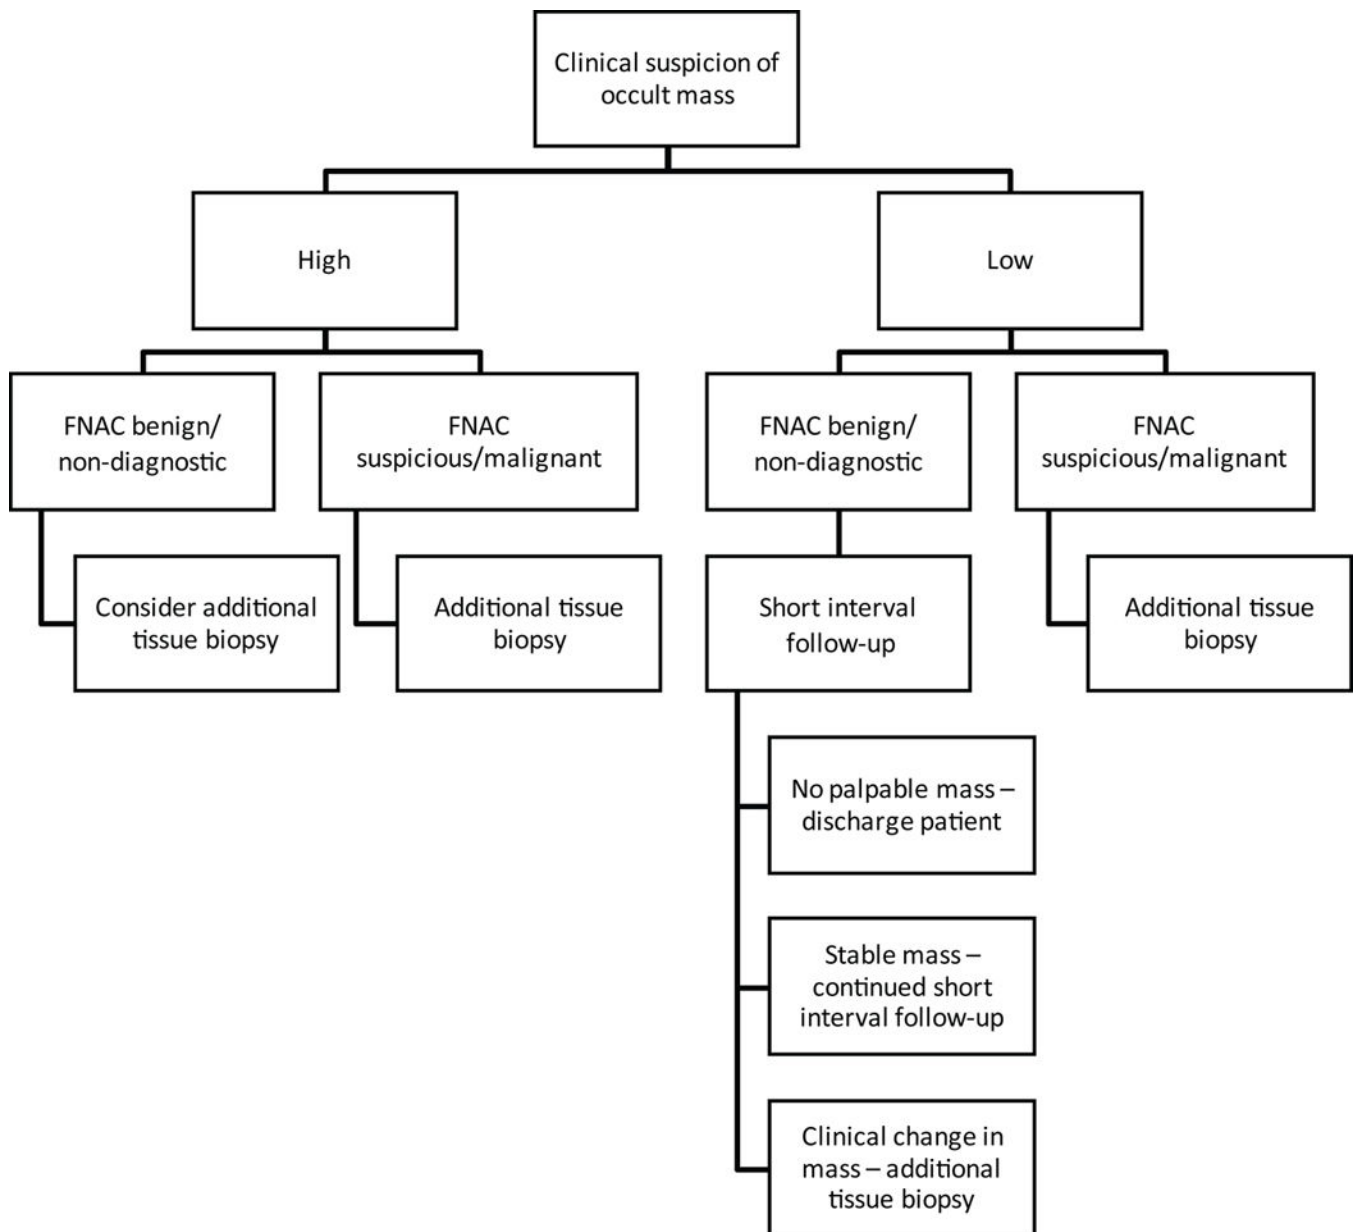 Clinical suspicion of
occult mass
High
Low
FNAC benign/
non-diagnostic
FNAC
suspicious/malignant
FNAC benign/
non-diagnostic
FNAC
suspicious/malignant
Consider additional
tissue biopsy
Additional tissue
biopsy
Short interval
follow-up
Additional tissue
biopsy
No palpable mass –
discharge patient
Stable mass –
continued short
interval follow-up
Clinical change in
mass – additional
tissue biopsy